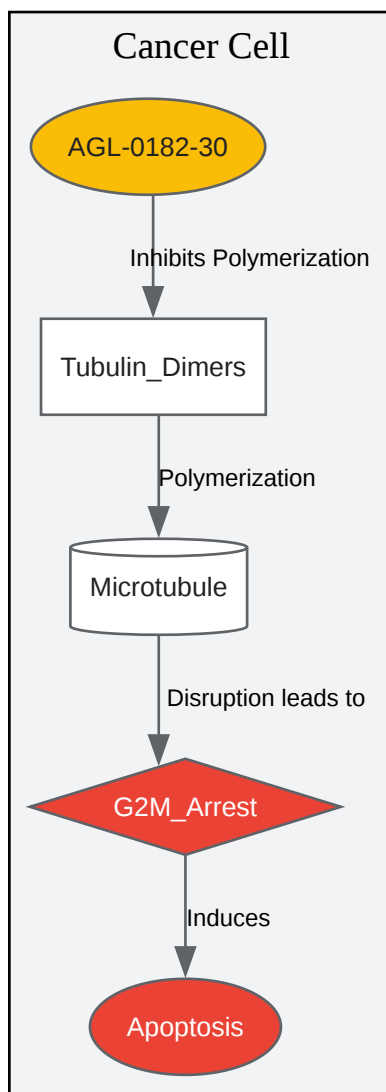 Cancer Cell
AGL-0182-30
Inhibits Polymerization
Tubulin_Dimers
Polymerization
Microtubule
Disruption leads to
G2M_Arrest
Induces
Apoptosis